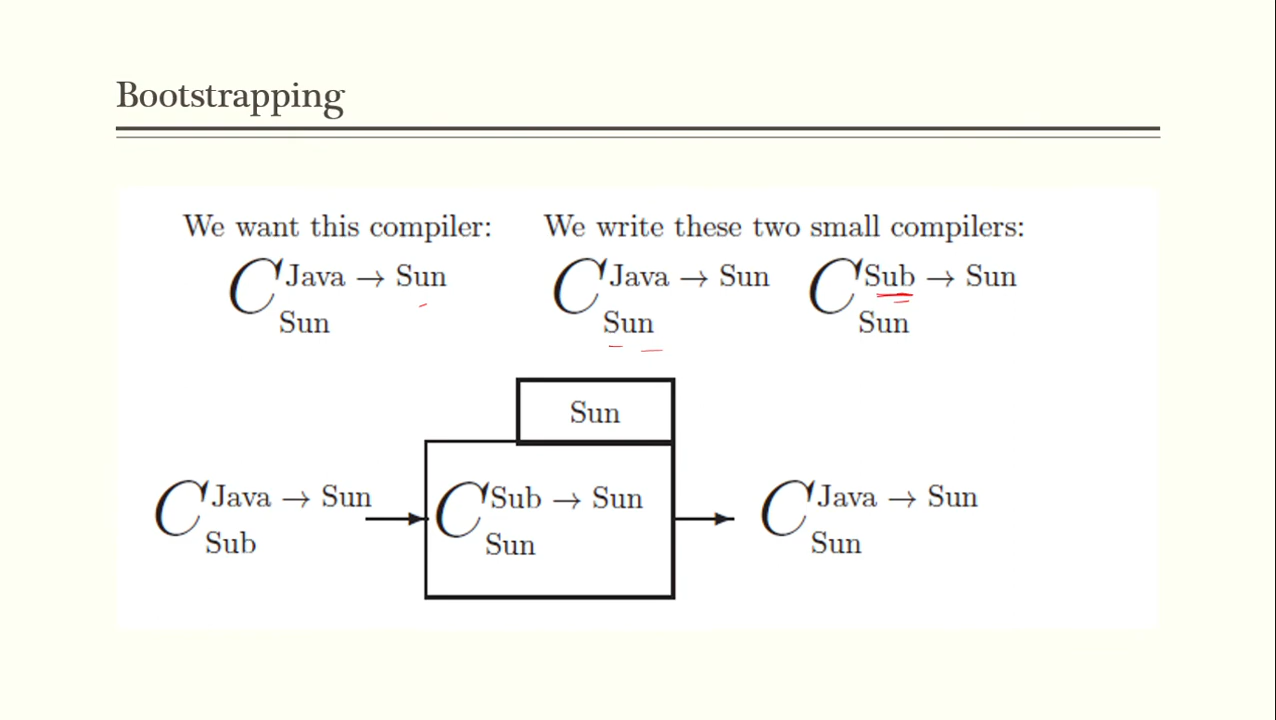 Bootstrapping
We want this compiler: We write these two small compilers:
C Java → Sun C Java → Sun C Sub → Sun
Sun Sun Sun
Sun
C Java → Sun C Sub → Sun C Java → Sun
Sub Sun Sun